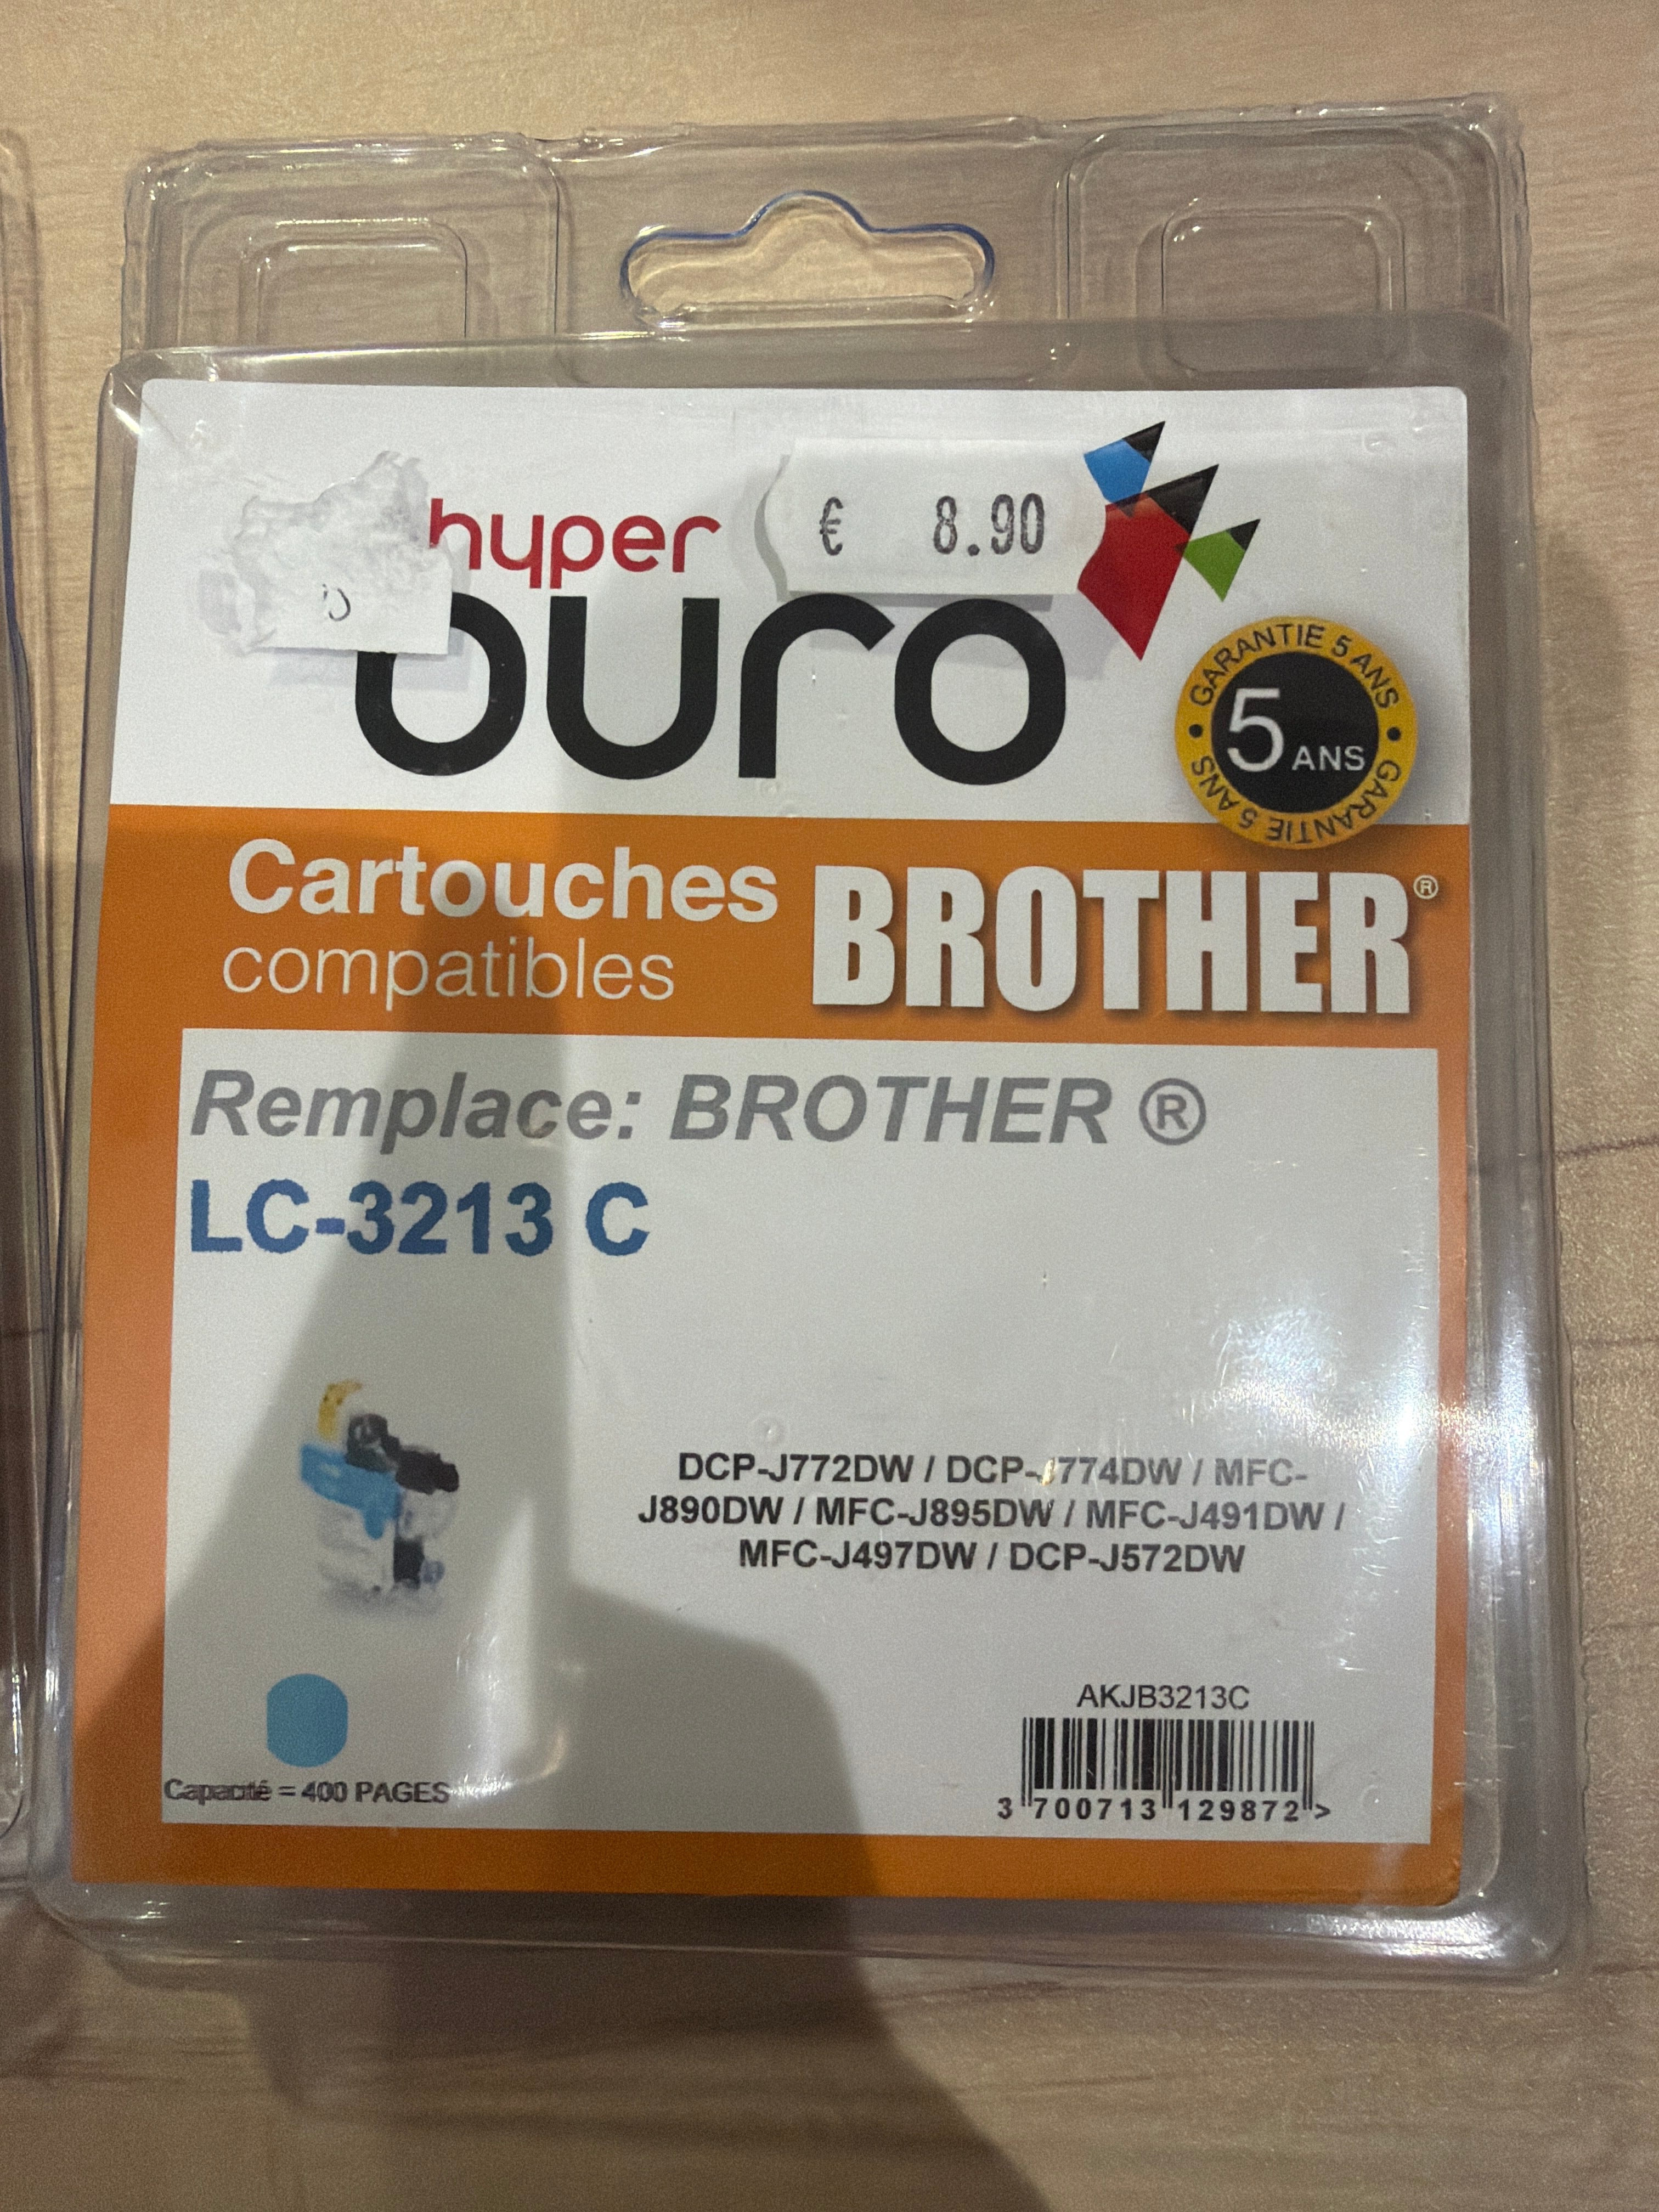 hyper
€ 8.90
buro
GARANTIE 5 ANS • GARANTIE 5 ANS •
5 ANS
Cartouches
compatibles
BROTHER®
Remplace: BROTHER ®
LC-3213 C
DCP-J772DW / DCP-J774DW / MFC-
J890DW / MFC-J895DW / MFC-J491DW /
MFC-J497DW / DCP-J572DW
AKJB3213C
Capacité = 400 PAGES
3 700713 129872 >